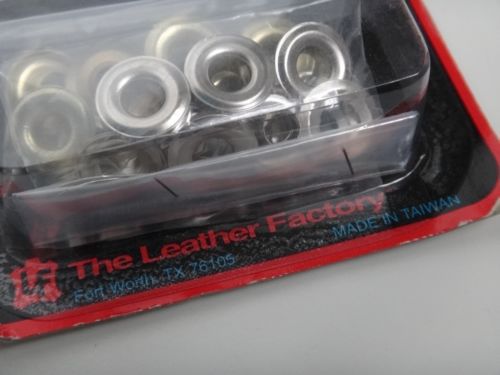 The Leather Factory
Fort Worth, TX 76105
MADE IN TAIWAN